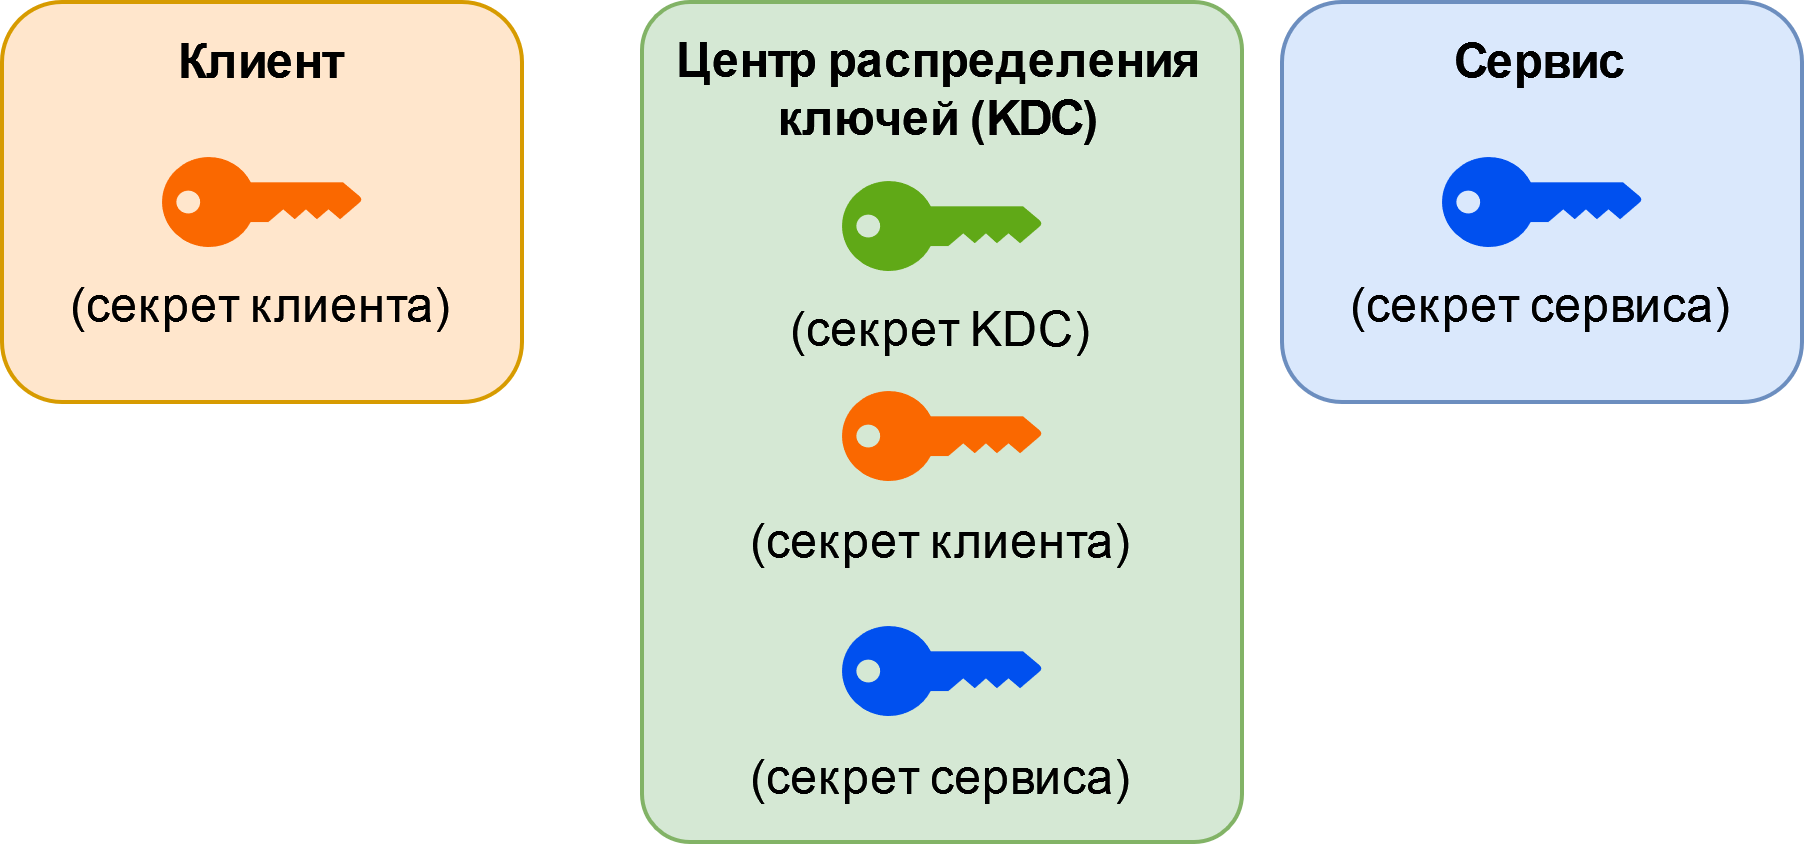 Клиент
(секрет клиента)
Центр распределения
ключей (KDC)
(секрет KDC)
(секрет клиента)
(секрет сервиса)
Сервис
(секрет сервиса)